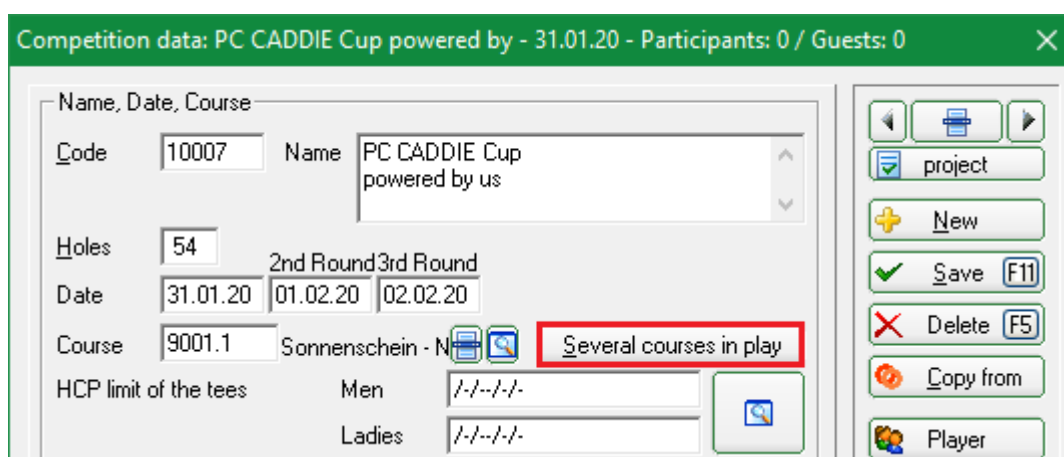 Competition data: PC CADDIE Cup powered by - 31.01.20 - Participants: 0 / Guests: 0
Name, Date, Course
Code 10007 Name PC CADDIE Cup
powered by us
project
New
Holes 54
2nd Round 3rd Round
Save F11
Date 31.01.20 01.02.20 02.02.20
Delete F5
Course 9001.1 Sonnenschein - N Several courses in play
Copy from
HCP limit of the tees Men /-/--/-/-
Ladies /-/--/-/-
Player